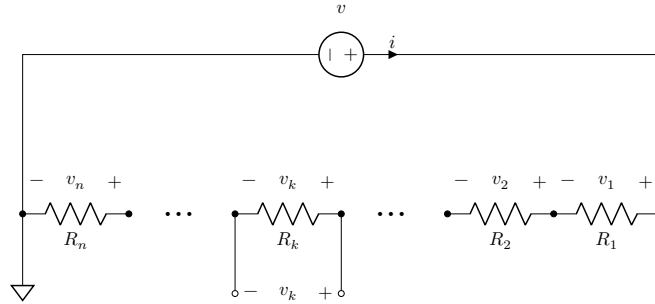 v
− + i
− v_n + − v_k + − v_2 + − v_1 +
R_n ... R_k ... R_2 R_1
− v_k +